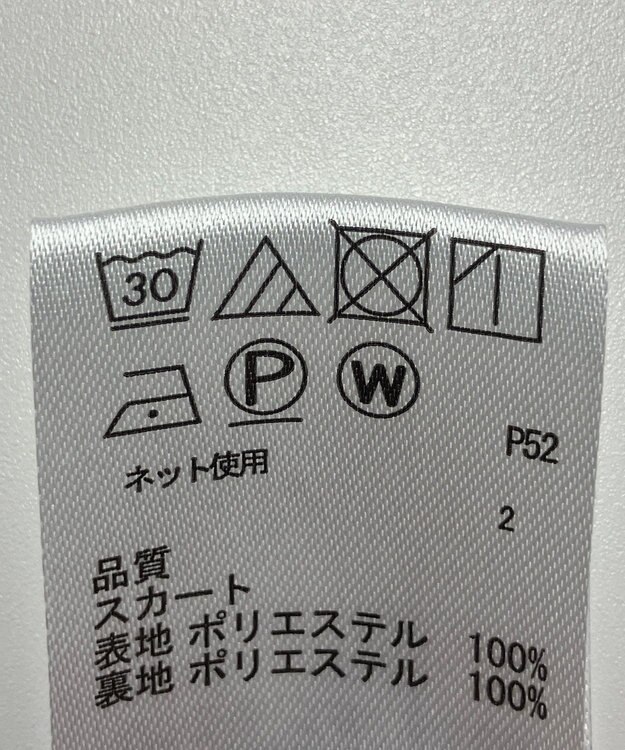 30
P W
ネット使用
P52
2
品質
スカート
表地 ポリエステル 100%
裏地 ポリエステル 100%